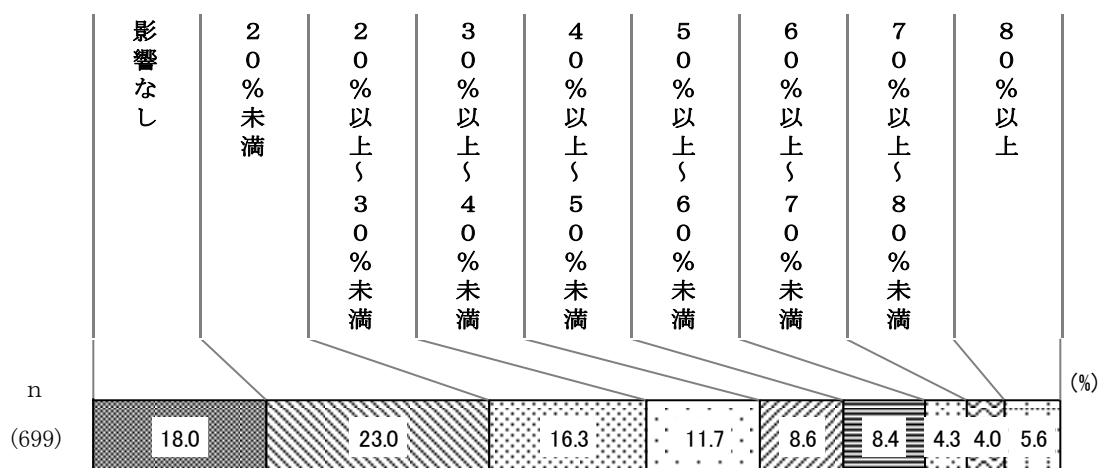 影響なし
20%未満
20%以上~30%未満
30%以上~40%未満
40%以上~50%未満
50%以上~60%未満
60%以上~70%未満
70%以上~80%未満
80%以上
(%)
n
(699)
18.0
23.0
16.3
11.7
8.6
8.4
4.3
4.0
5.6